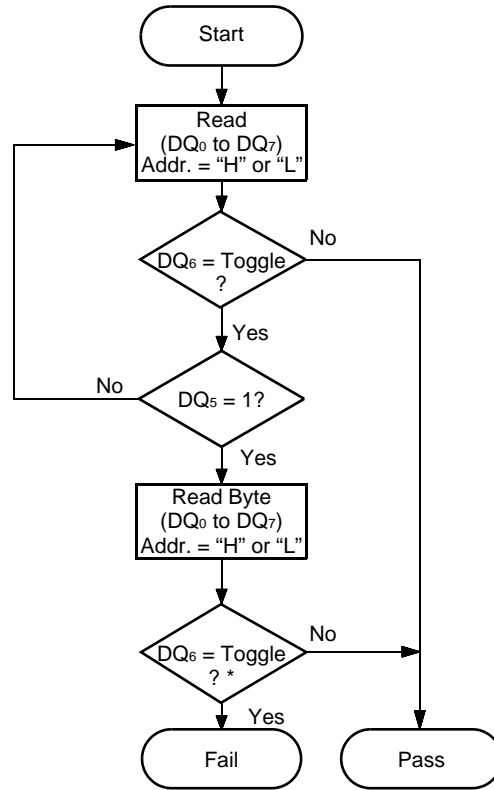 Start
Read
(DQ0 to DQ7)
Addr. = “H” or “L”
No
DQ6 = Toggle
?
Yes
No
DQ5 = 1?
Yes
Read Byte
(DQ0 to DQ7)
Addr. = “H” or “L”
No
DQ6 = Toggle
? *
Yes
Fail
Pass